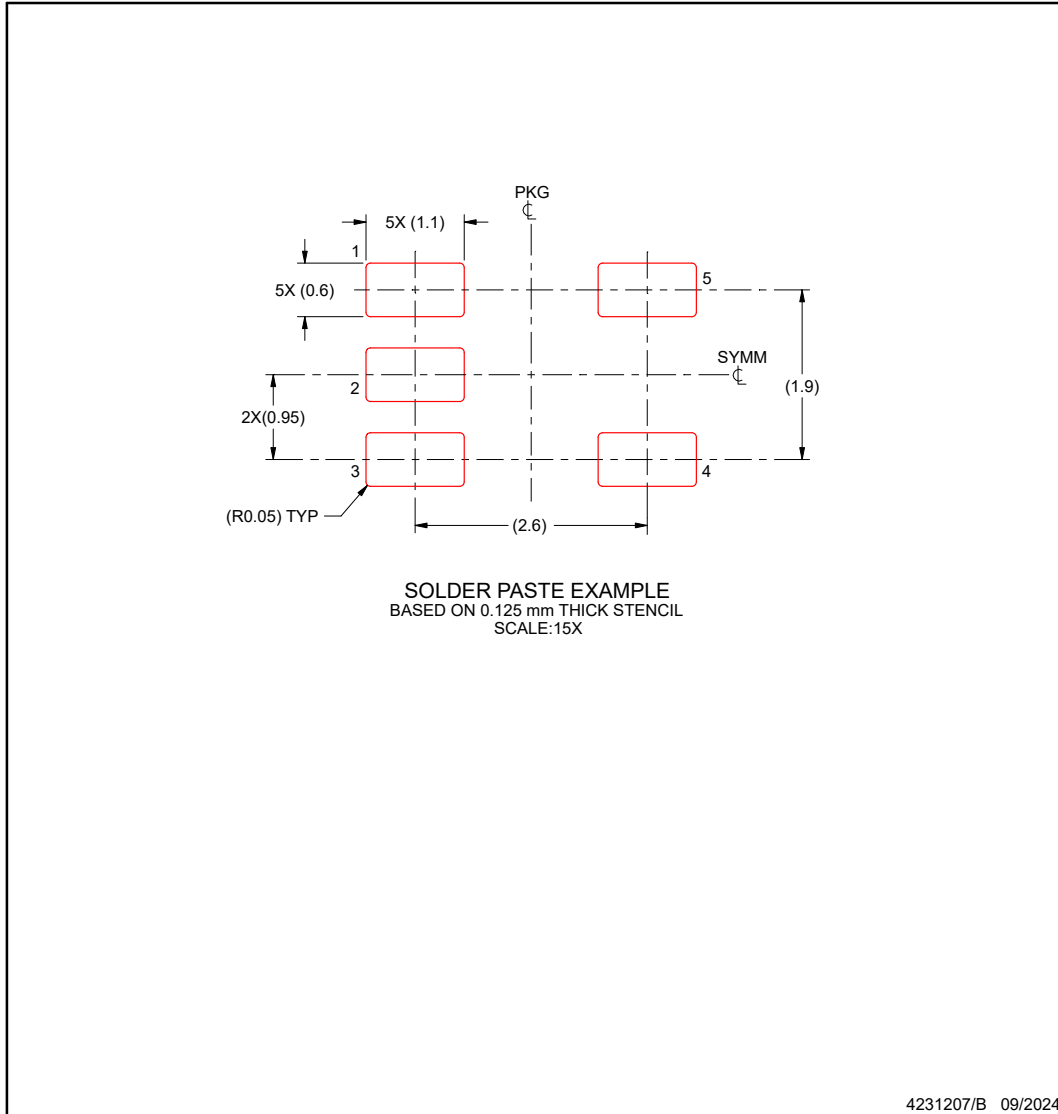 PKG
5X (1.1)
1
5X (0.6)
5
SYMM
(1.9)
2
2X(0.95)
3
4
(R0.05) TYP
(2.6)
SOLDER PASTE EXAMPLE
BASED ON 0.125 mm THICK STENCIL
SCALE:15X
4231207/B 09/2024